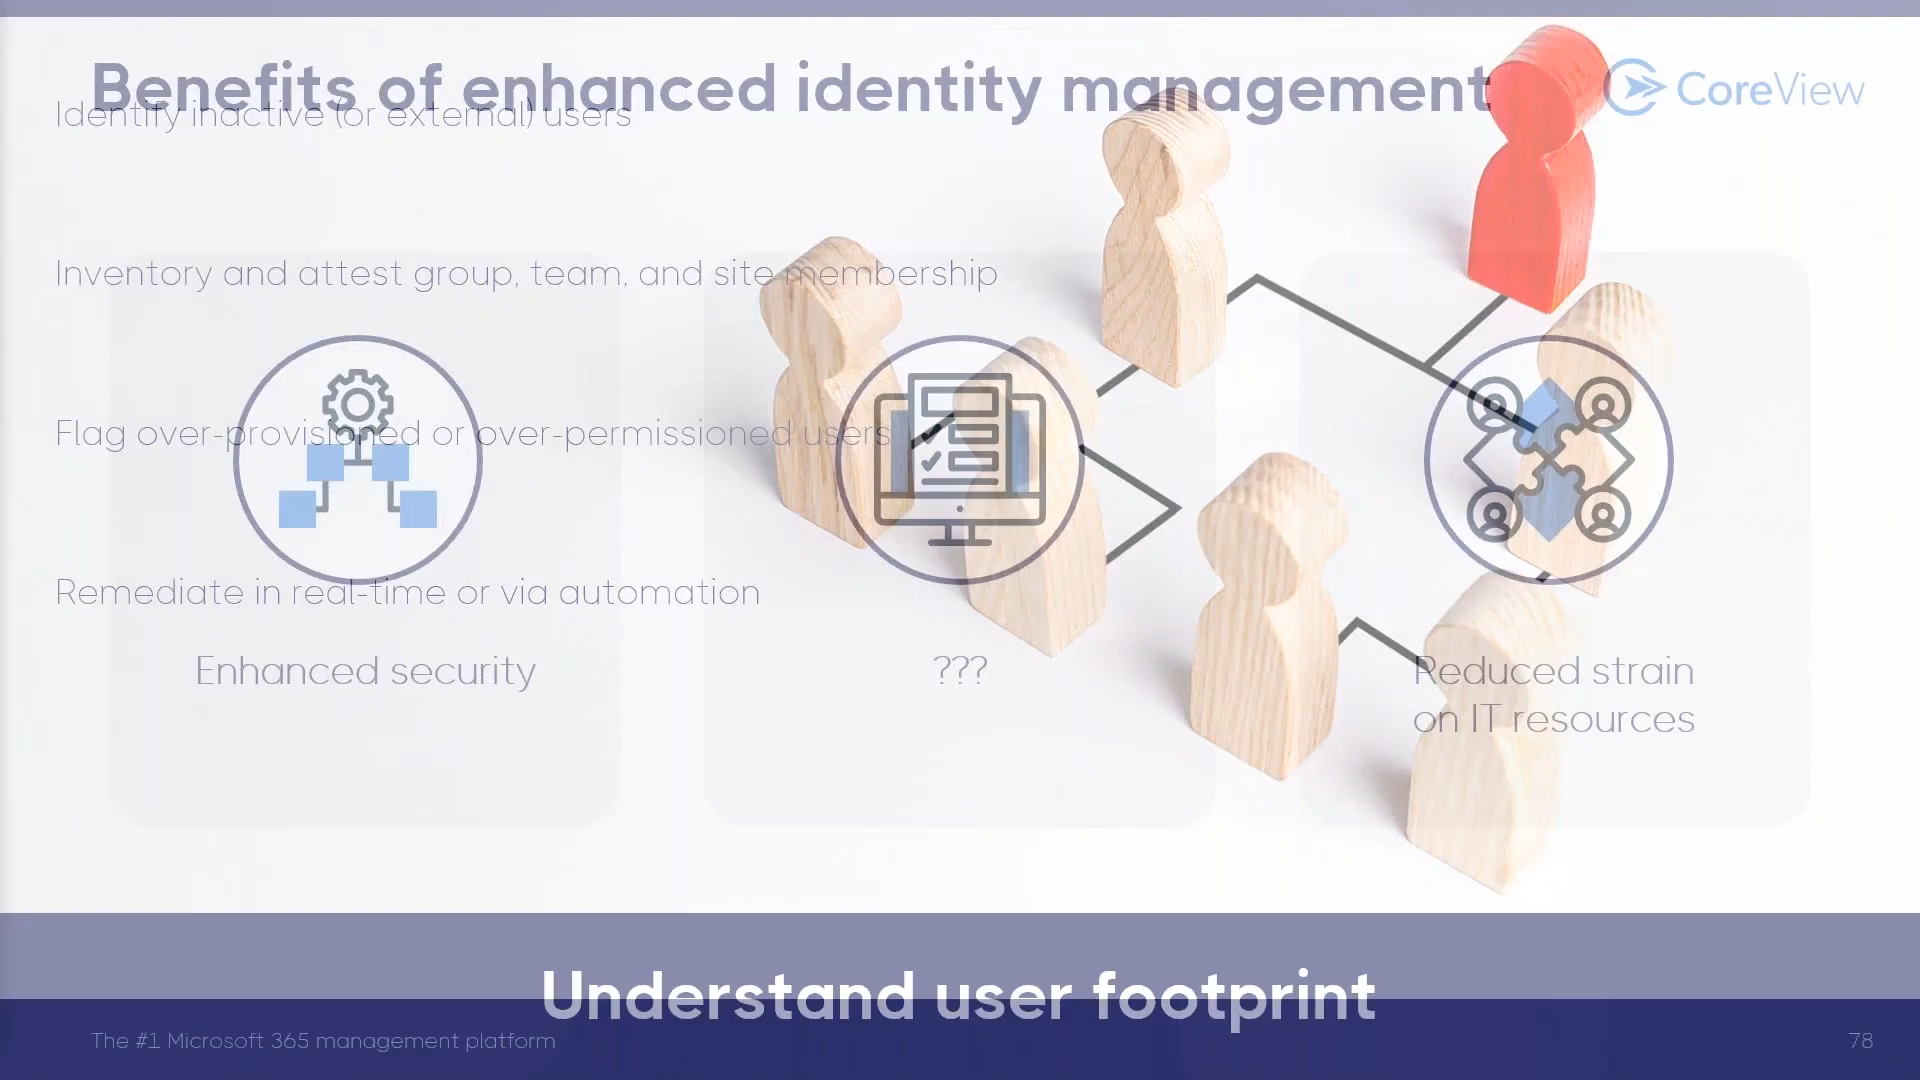 Benefits of enhanced identity management
CoreView
Identify inactive (or external) users
Inventory and attest group, team, and site membership
Flag over-provisioned or over-permissioned users
Remediate in real-time or via automation
Enhanced security
???
Reduced strain
on IT resources
Understand user footprint
The #1 Microsoft 365 management platform
78